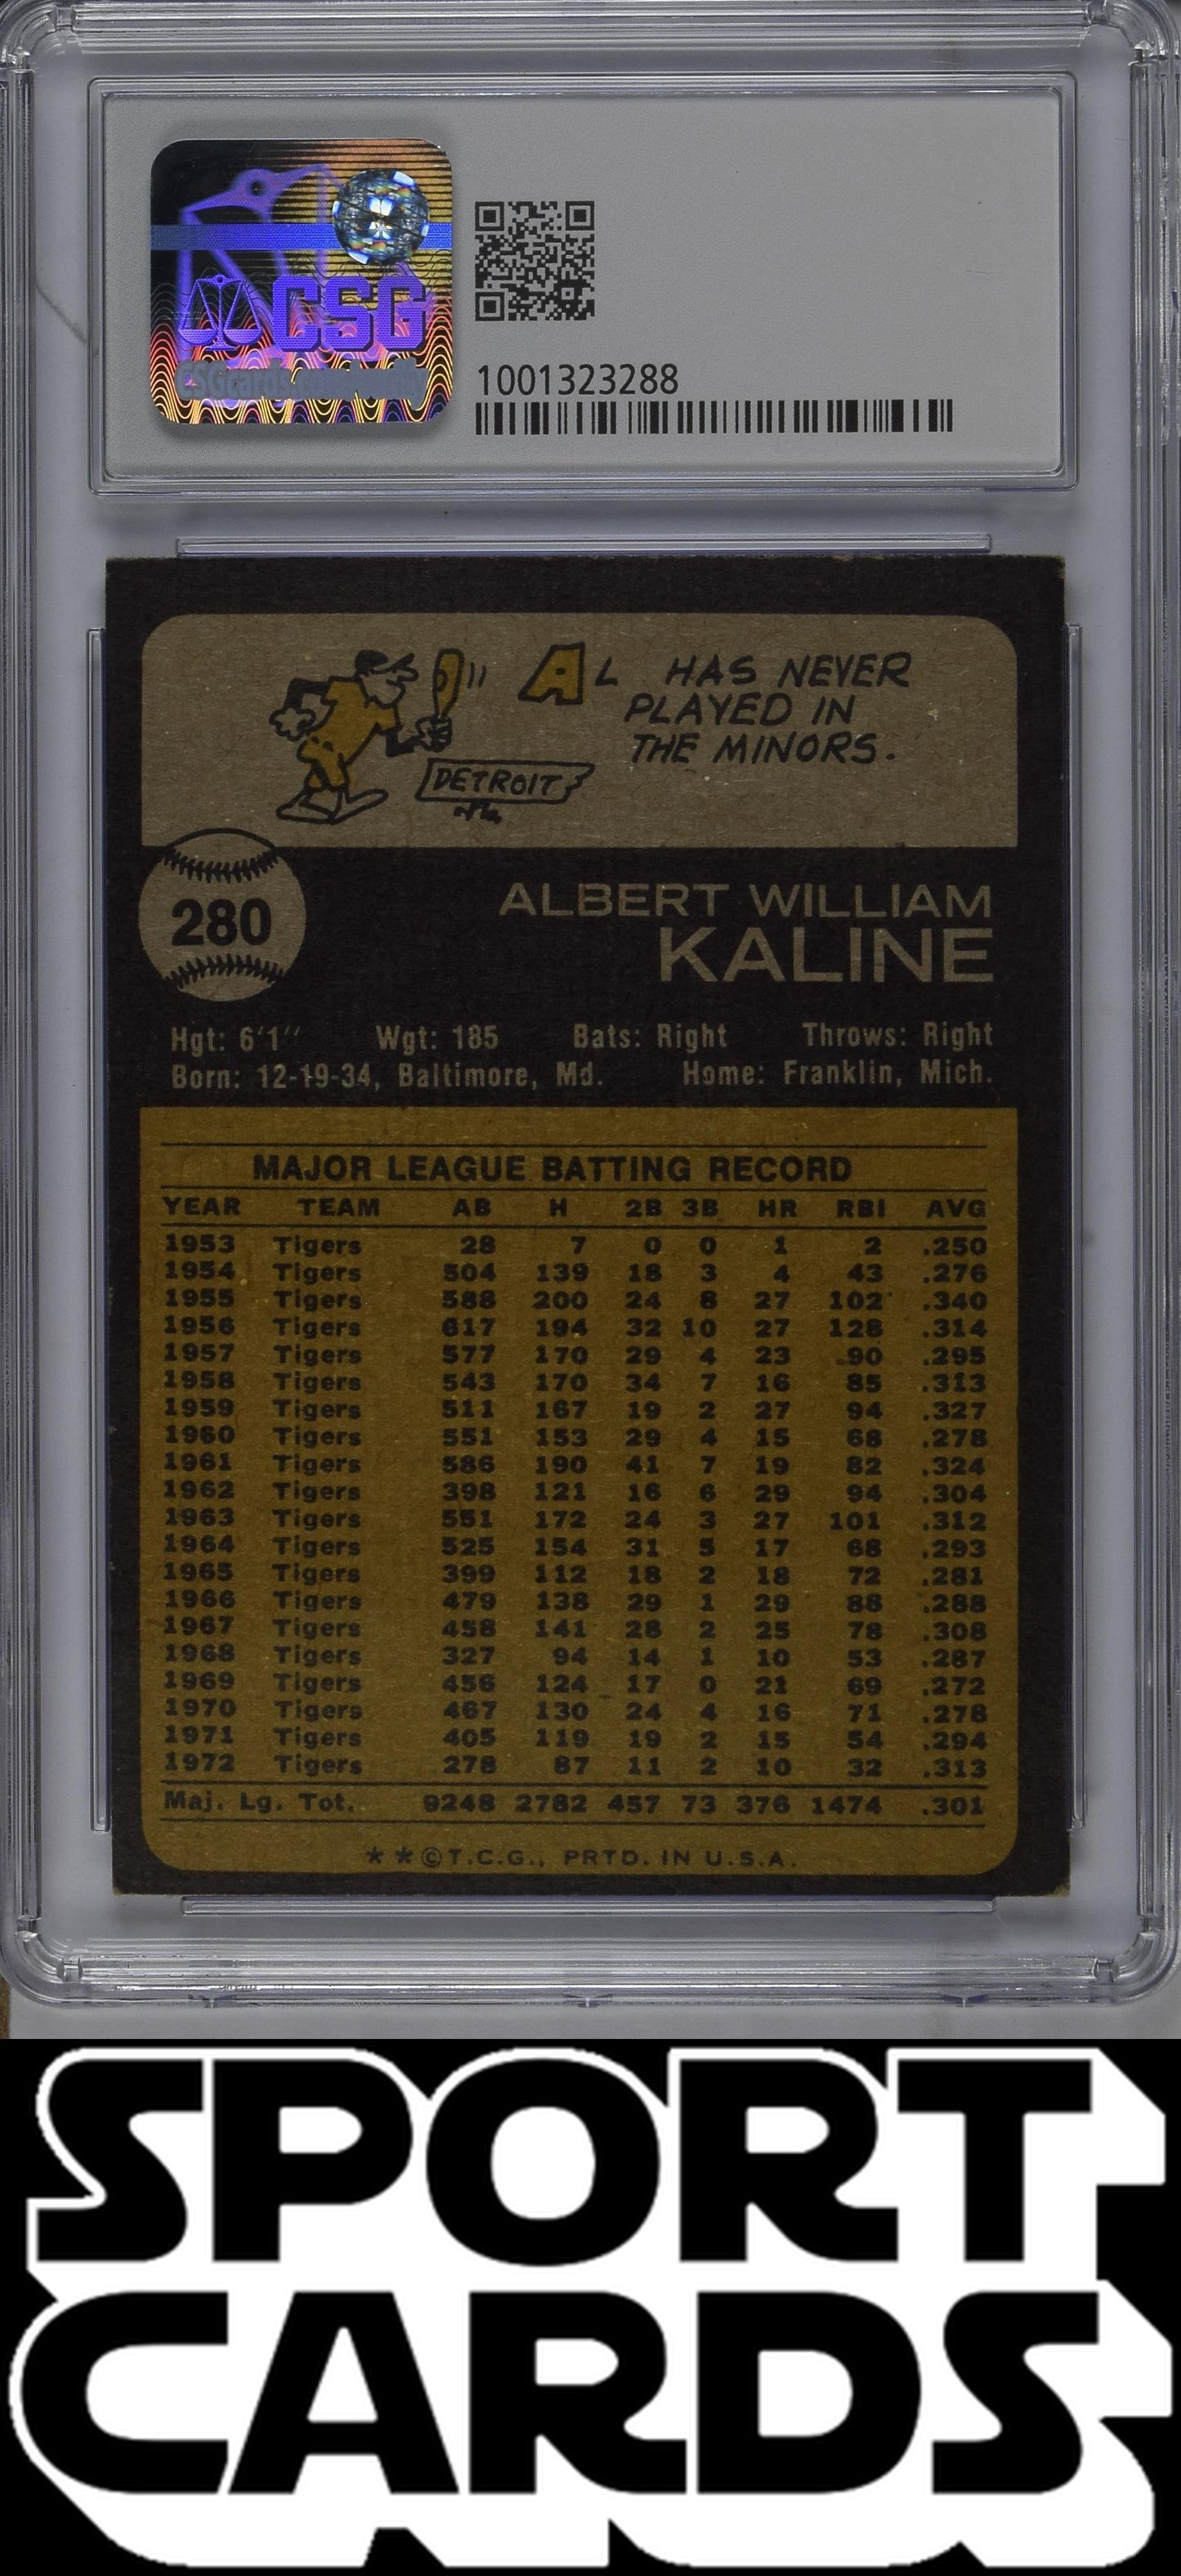 CSG
1001323288
AL HAS NEVER
PLAYED IN
THE MINORS.
DETROIT
280
ALBERT WILLIAM
KALINE
Hgt: 6'1" Wgt: 185 Bats: Right Throws: Right
Born: 12-19-34, Baltimore, Md. Home: Franklin, Mich.
MAJOR LEAGUE BATTING RECORD
YEAR TEAM AB H 2B 3B HR RBI AVG
1953 Tigers 28 7 0 0 1 2 .250
1954 Tigers 504 139 18 3 4 43 .276
1955 Tigers 588 200 24 8 27 102 .340
1956 Tigers 617 194 32 10 27 128 .314
1957 Tigers 577 170 29 4 23 90 .295
1958 Tigers 543 170 34 7 16 85 .313
1959 Tigers 511 167 19 2 27 94 .327
1960 Tigers 551 153 29 4 15 68 .278
1961 Tigers 586 190 41 7 19 82 .324
1962 Tigers 398 121 16 6 29 94 .304
1963 Tigers 551 172 24 3 27 101 .312
1964 Tigers 525 154 31 5 17 68 .293
1965 Tigers 399 112 18 2 18 72 .281
1966 Tigers 479 138 29 1 29 88 .288
1967 Tigers 458 141 28 2 25 78 .308
1968 Tigers 327 94 14 1 10 53 .287
1969 Tigers 456 124 17 0 21 69 .272
1970 Tigers 467 130 24 4 16 71 .278
1971 Tigers 405 119 19 2 15 54 .294
1972 Tigers 278 87 11 2 10 32 .313
Maj. Lg. Tot. 9248 2782 457 73 376 1474 .301
**©T.C.G., PRTD. IN U.S.A.
SPORT
CARDS